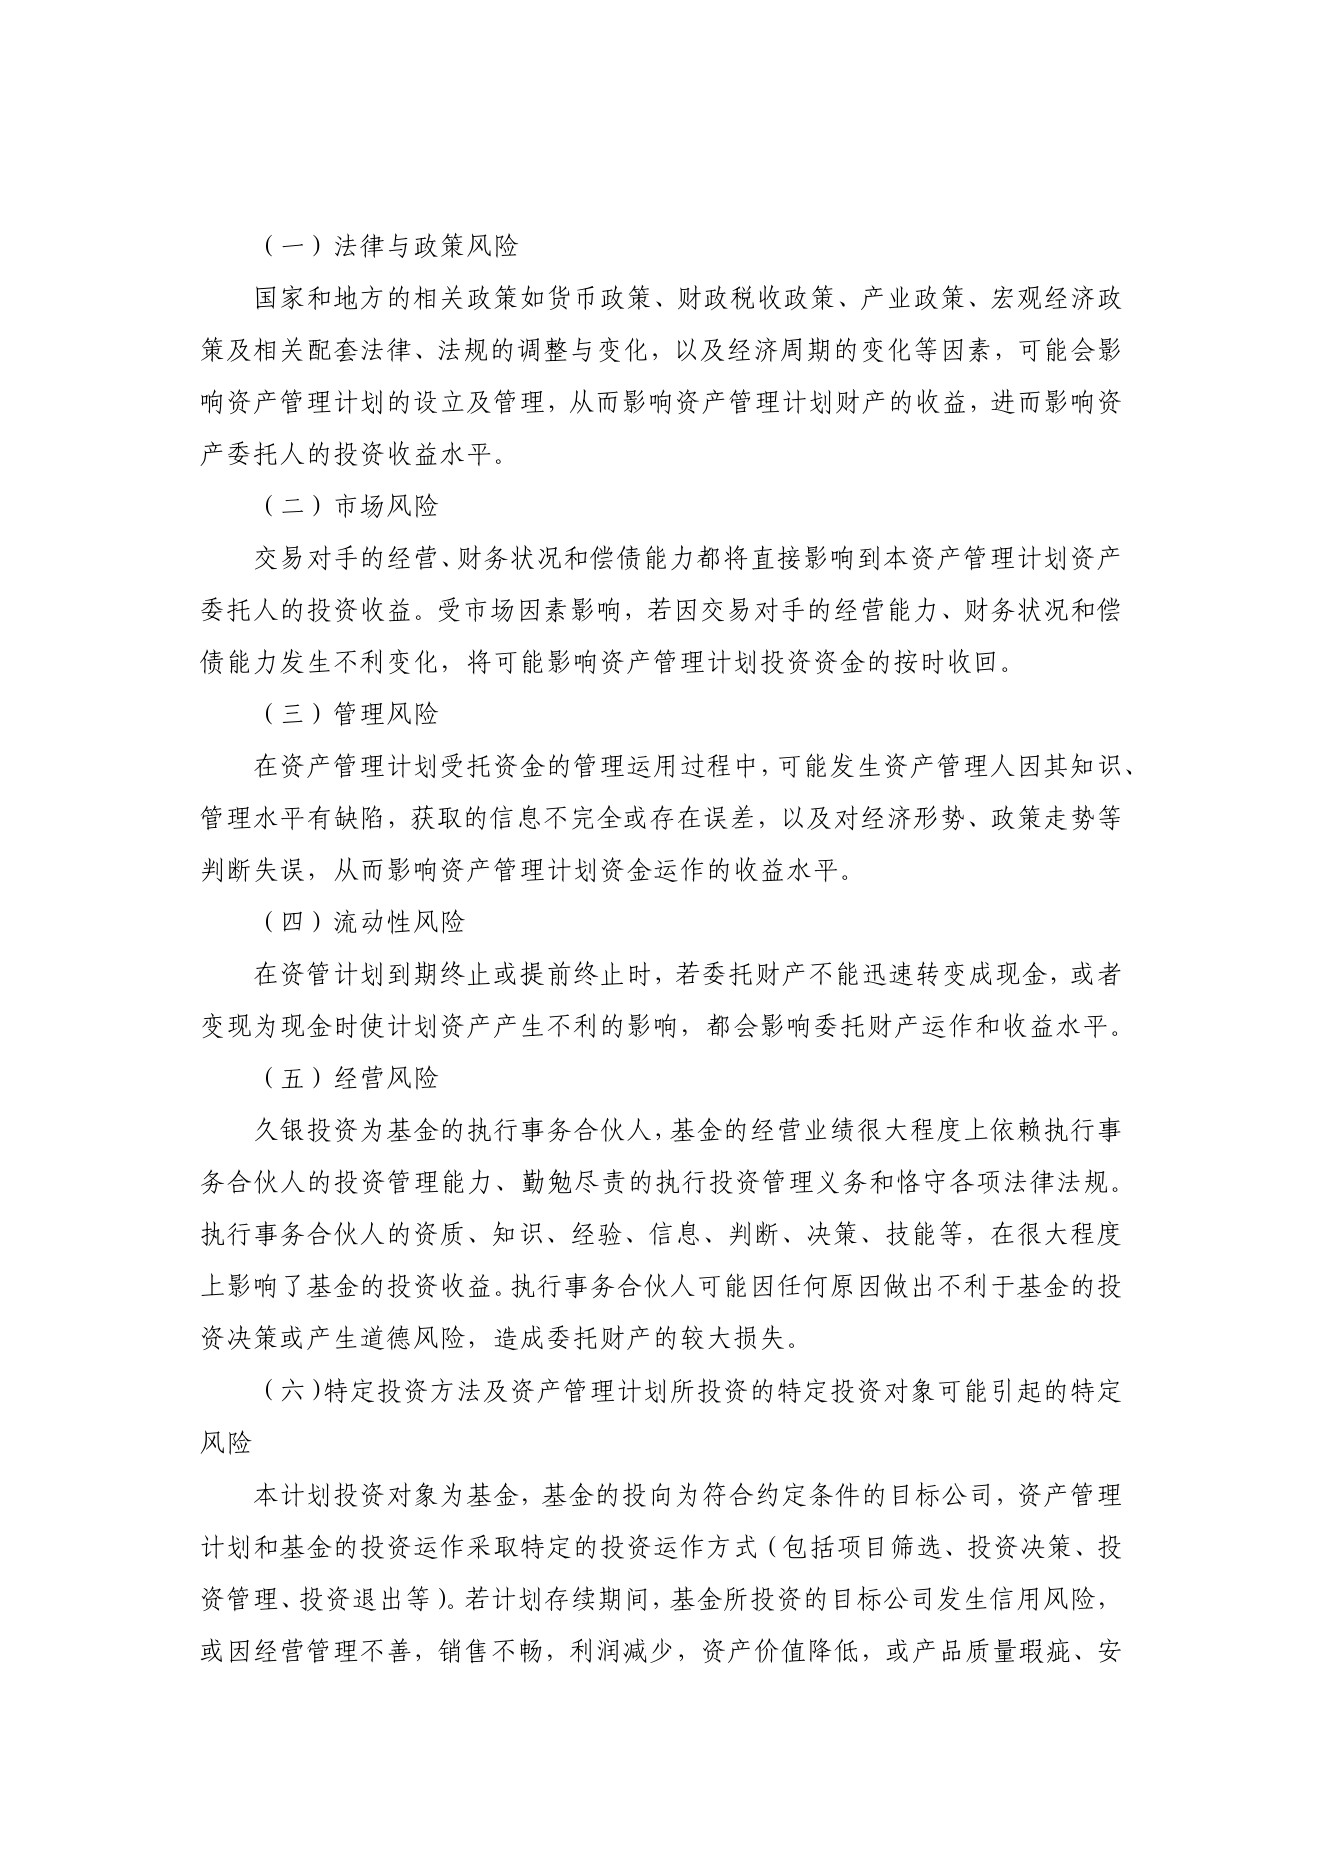 （一）法律与政策风险
国家和地方的相关政策如货币政策、财政税收政策、产业政策、宏观经济政
策及相关配套法律、法规的调整与变化，以及经济周期的变化等因素，可能会影
响资产管理计划的设立及管理，从而影响资产管理计划财产的收益，进而影响资
产委托人的投资收益水平。
（二）市场风险
交易对手的经营、财务状况和偿债能力都将直接影响到本资产管理计划资产
委托人的投资收益。受市场因素影响，若因交易对手的经营能力、财务状况和偿
债能力发生不利变化，将可能影响资产管理计划投资资金的按时收回。
（三）管理风险
在资产管理计划受托资金的管理运用过程中，可能发生资产管理人因其知识、
管理水平有缺陷，获取的信息不完全或存在误差，以及对经济形势、政策走势等
判断失误，从而影响资产管理计划资金运作的收益水平。
（四）流动性风险
在资管计划到期终止或提前终止时，若委托财产不能迅速转变成现金，或者
变现为现金时使计划资产产生不利的影响，都会影响委托财产运作和收益水平。
（五）经营风险
久银投资为基金的执行事务合伙人，基金的经营业绩很大程度上依赖执行事
务合伙人的投资管理能力、勤勉尽责的执行投资管理义务和恪守各项法律法规。
执行事务合伙人的资质、知识、经验、信息、判断、决策、技能等，在很大程度
上影响了基金的投资收益。执行事务合伙人可能因任何原因做出不利于基金的投
资决策或产生道德风险，造成委托财产的较大损失。
（六）特定投资方法及资产管理计划所投资的特定投资对象可能引起的特定
风险
本计划投资对象为基金，基金的投向为符合约定条件的目标公司，资产管理
计划和基金的投资运作采取特定的投资运作方式（包括项目筛选、投资决策、投
资管理、投资退出等）。若计划存续期间，基金所投资的目标公司发生信用风险，
或因经营管理不善，销售不畅，利润减少，资产价值降低，或产品质量瑕疵、安